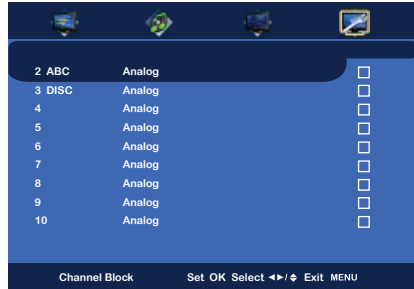 2 ABC Analog
3 DISC Analog
4 Analog
5 Analog
6 Analog
7 Analog
8 Analog
9 Analog
10 Analog
Channel Block Set OK Select ◄►/◆ Exit MENU